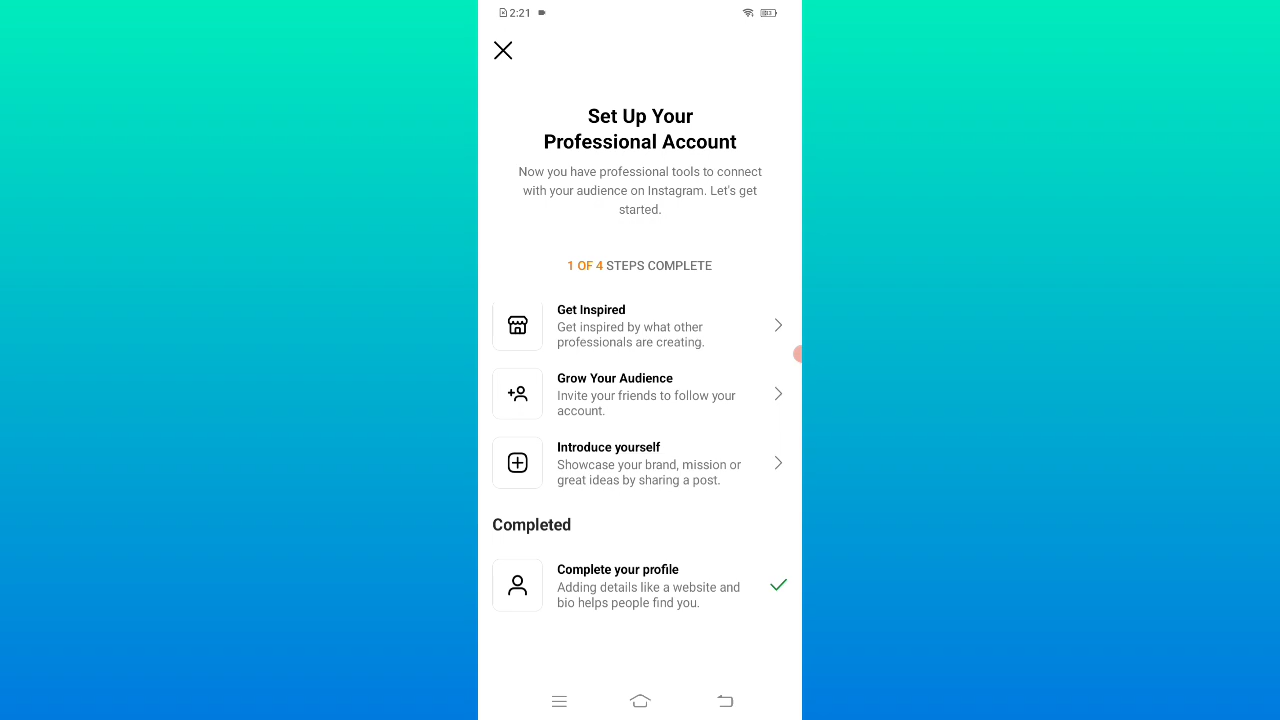 2:21
Set Up Your
Professional Account
Now you have professional tools to connect
with your audience on Instagram. Let's get
started.
1 OF 4 STEPS COMPLETE
Get Inspired
Get inspired by what other
professionals are creating.
Grow Your Audience
Invite your friends to follow your
account.
Introduce yourself
Showcase your brand, mission or
great ideas by sharing a post.
Completed
Complete your profile
Adding details like a website and
bio helps people find you.